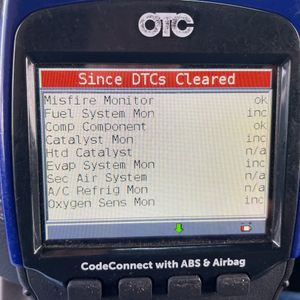 OTC
Since DTCs Cleared
Misfire Monitor ok
Fuel System Mon inc
Comp Component ok
Catalyst Mon inc
Htd Catalyst n/a
Evap System Mon inc
Sec Air System n/a
A/C Refrig Mon n/a
Oxygen Sens Mon inc
CodeConnect with ABS & Airbag